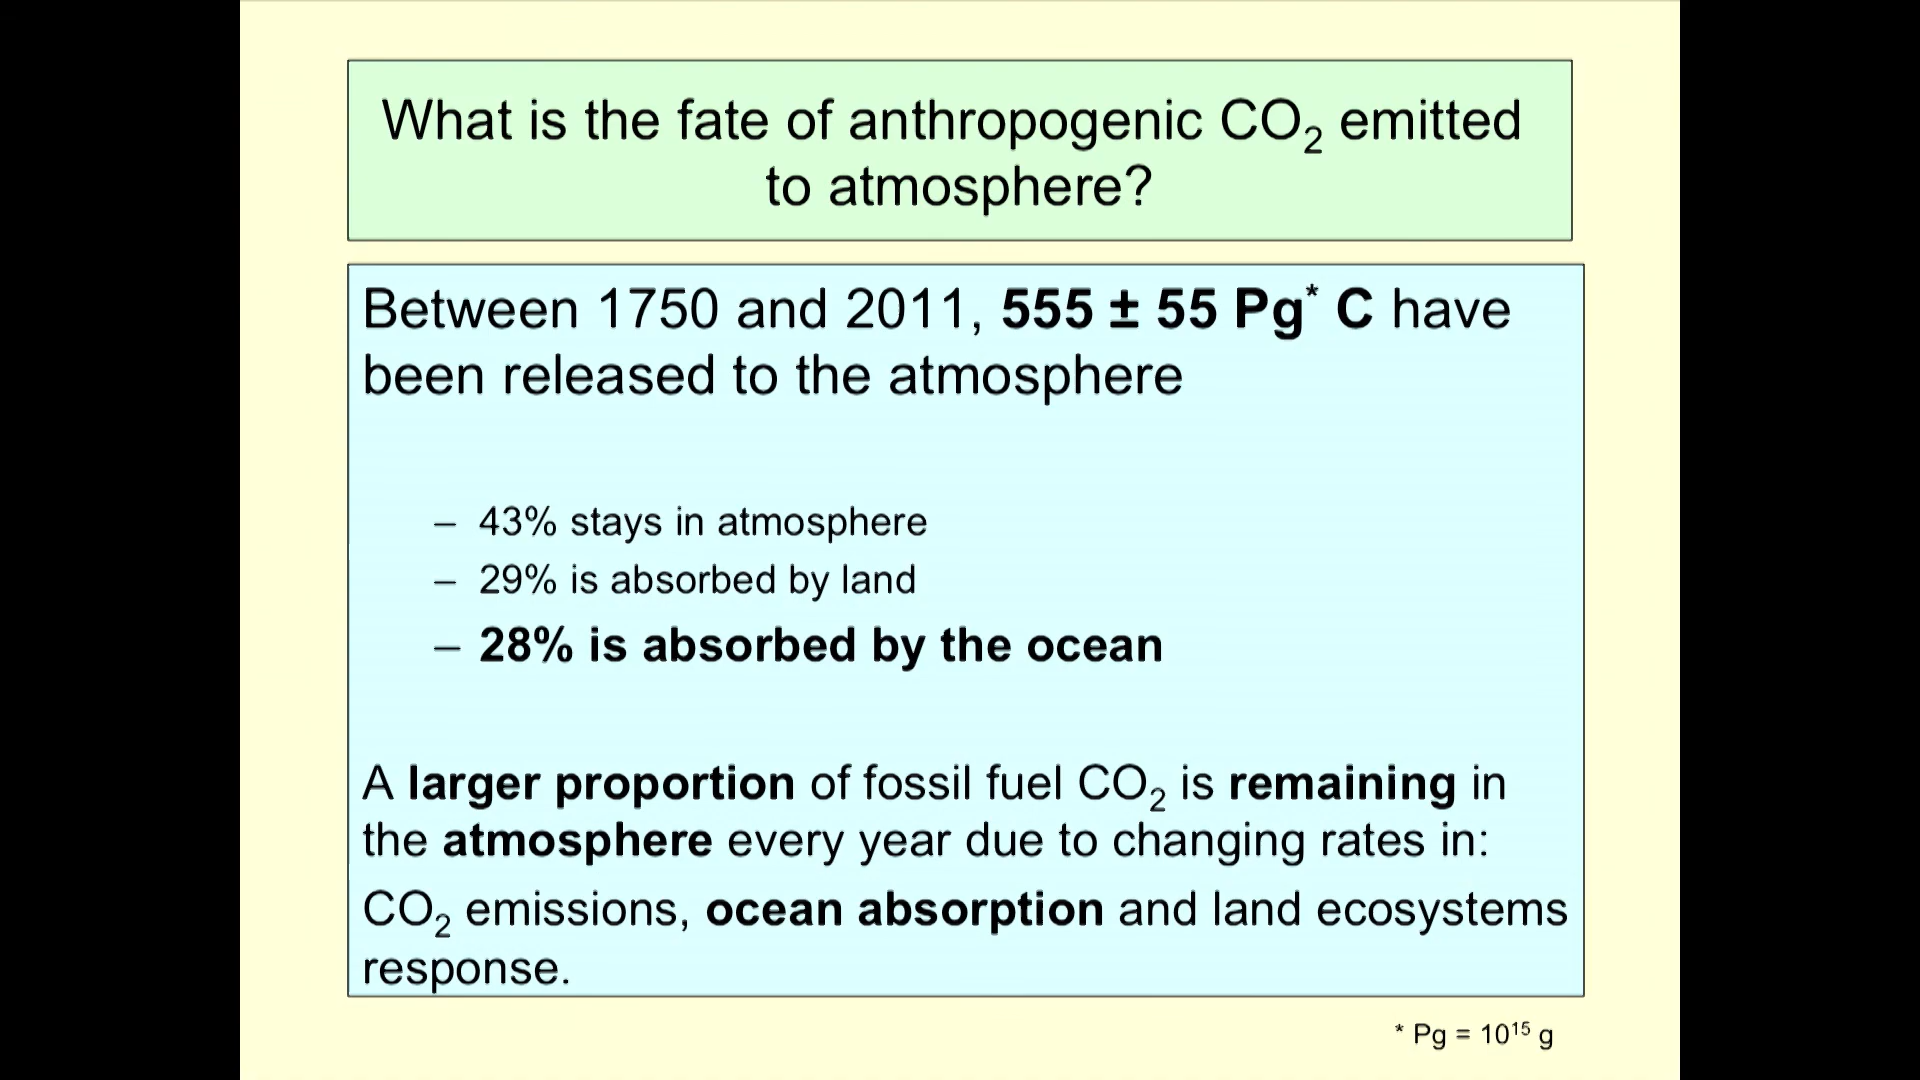 What is the fate of anthropogenic CO₂ emitted
to atmosphere?
Between 1750 and 2011, 555 ± 55 Pg* C have
been released to the atmosphere
– 43% stays in atmosphere
– 29% is absorbed by land
– 28% is absorbed by the ocean
A larger proportion of fossil fuel CO₂ is remaining in
the atmosphere every year due to changing rates in:
CO₂ emissions, ocean absorption and land ecosystems
response.
* Pg = 10¹⁵ g